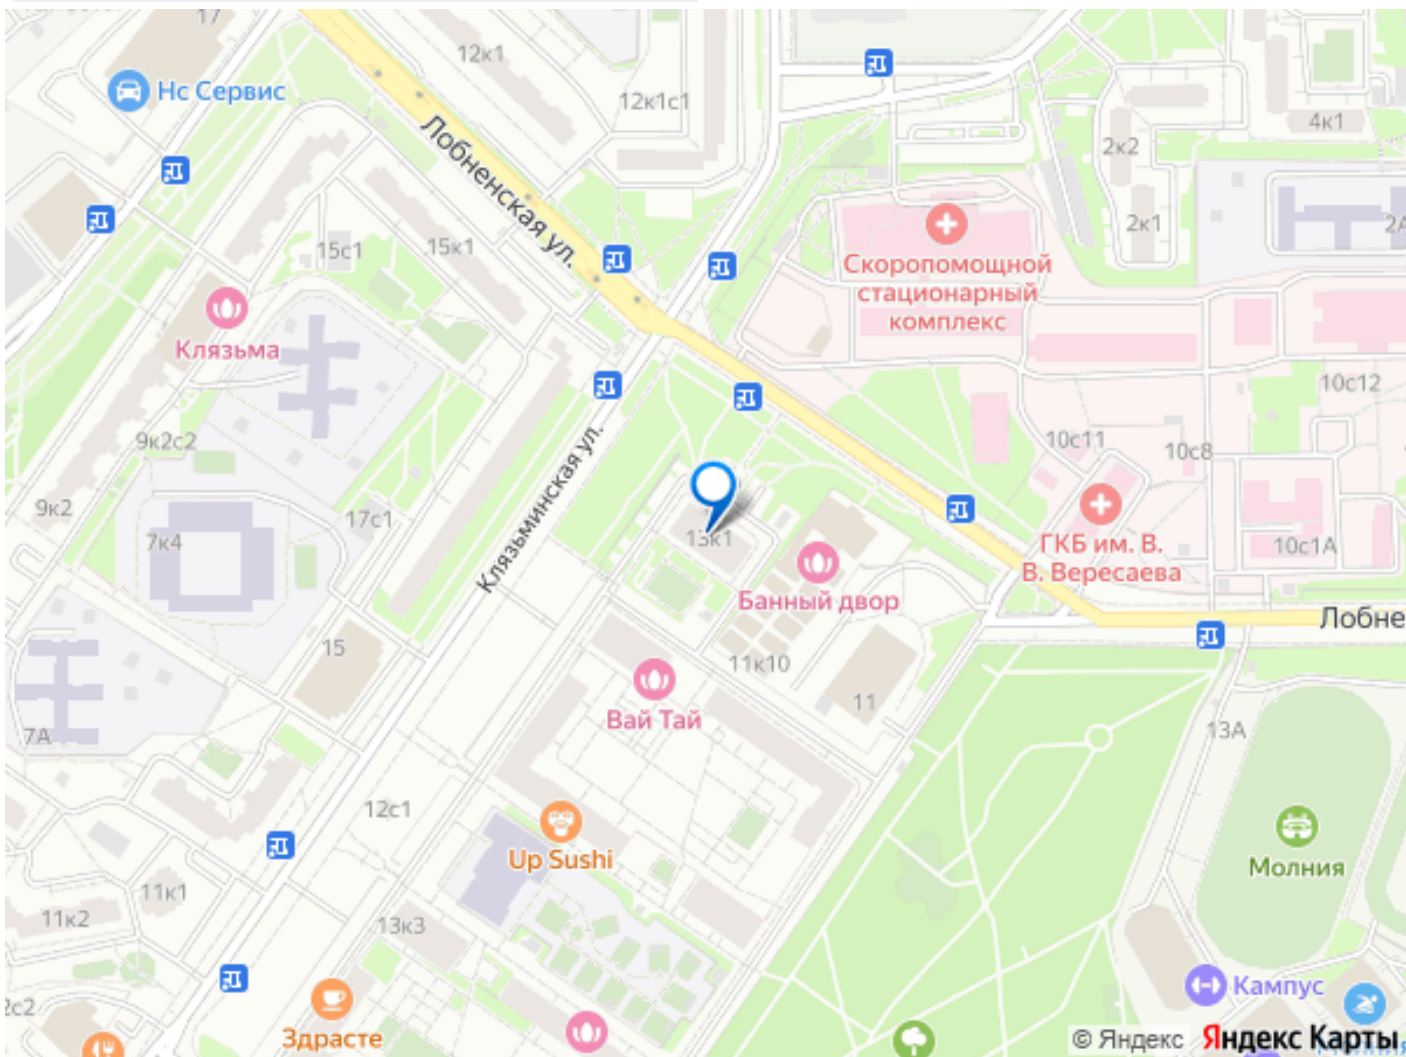 17
12к1
Нс Сервис
12к1с1
4к1
2к2
Лобненская ул.
2к1
2А
15с1
15к1
Скоропомощной
стационарный
комплекс
Клязьма
10с12
9к2с2
Клязьминская ул.
10с11
10с8
9к2
17с1
7к4
13к1
ГКБ им. В.
В. Вересаева
10с1А
Банный двор
Лобне
15
11к10
11
Вай Тай
7А
13А
12с1
Up Sushi
Молния
11к1
11к2
13к3
Кампус
2с2
Здрасте
© Яндекс
Яндекс Карты